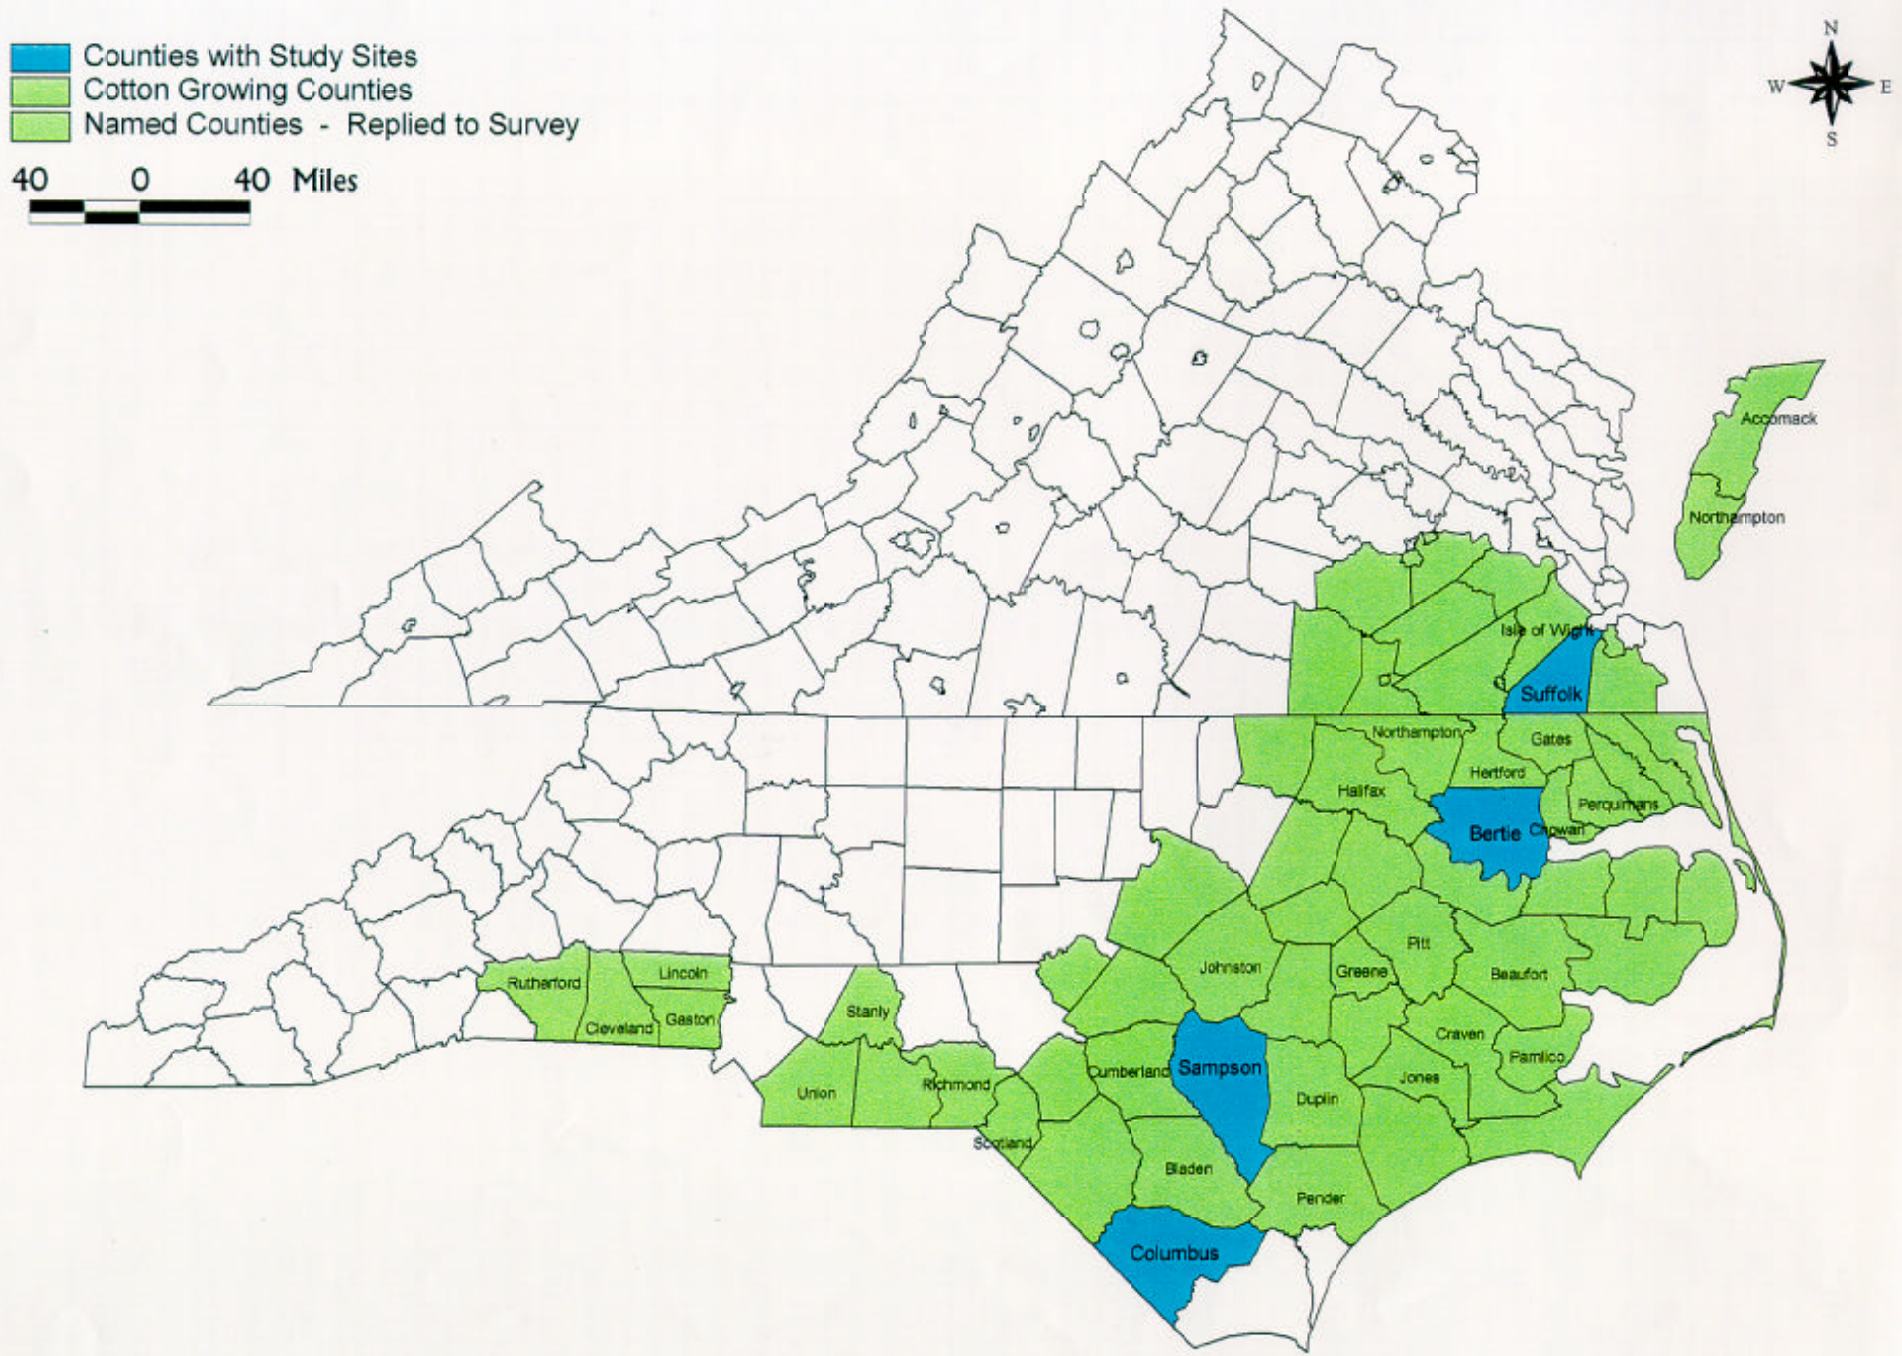 Counties with Study Sites
Cotton Growing Counties
Named Counties - Replied to Survey
40 0 40 Miles
N
W E
S
Accomack
Northampton
Isle of Wight
Suffolk
Northampton
Gates
Hertford
Halifax
Perquimans
Bertie
Chowan
Pitt
Johnston
Greene
Beaufort
Rutherford
Lincoln
Cleveland
Gaston
Stanly
Craven
Pamlico
Cumberland
Sampson
Jones
Richmond
Union
Duplin
Scotland
Bladen
Pender
Columbus